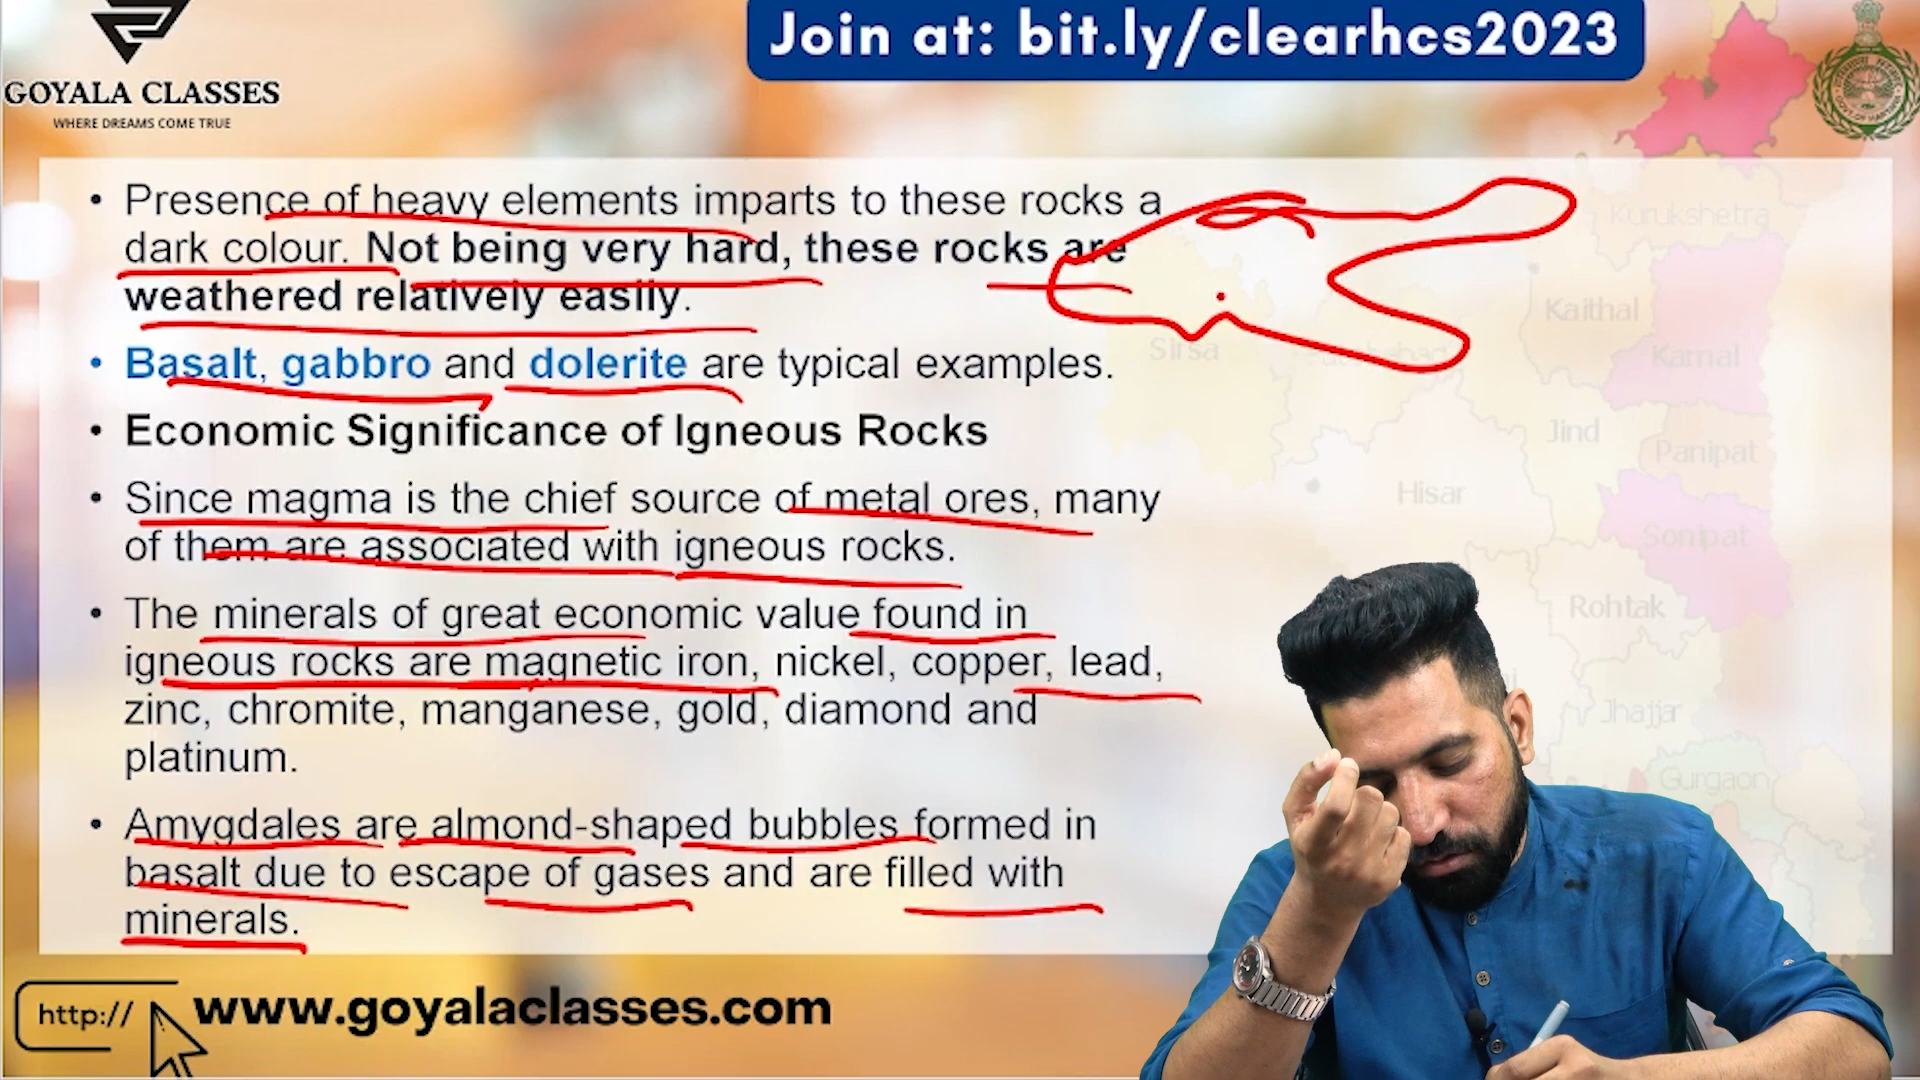 Join at: bit.ly/clearhcs2023
GOYALA CLASSES
WHERE DREAMS COME TRUE
• Presence of heavy elements imparts to these rocks a
dark colour. Not being very hard, these rocks are
weathered relatively easily.
• Basalt, gabbro and dolerite are typical examples.
• Economic Significance of Igneous Rocks
• Since magma is the chief source of metal ores, many
of them are associated with igneous rocks.
• The minerals of great economic value found in
igneous rocks are magnetic iron, nickel, copper, lead,
zinc, chromite, manganese, gold, diamond and
platinum.
• Amygdales are almond-shaped bubbles formed in
basalt due to escape of gases and are filled with
minerals.
Kurukshetra
Kaithal
Sirsa
Karnal
Jind
Panipat
Hisar
Sonipat
Rohtak
Jhajjar
Gurgaon
http://
www.goyalaclasses.com